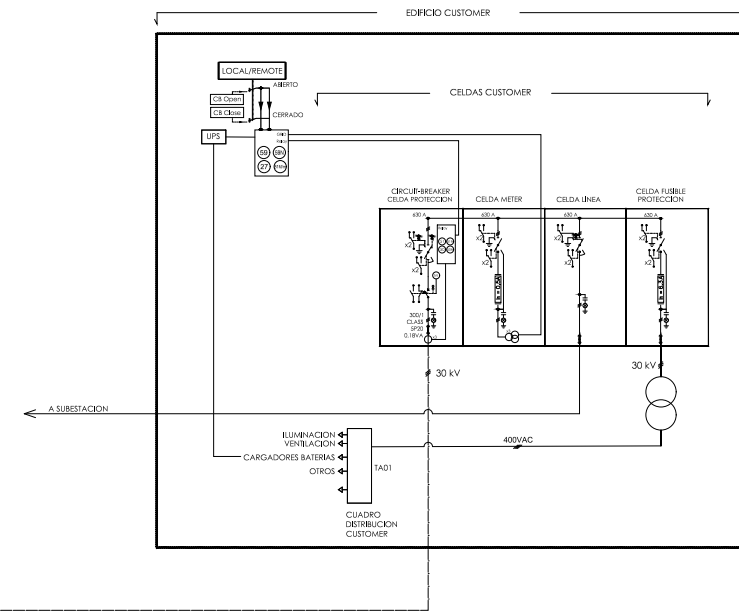 EDIFICIO CUSTOMER
LOCAL/REMOTE
ABIERTO
CELDAS CUSTOMER
CB Open
CB Close
CERRADO
UPS
59
27
CIRCUIT-BREAKER
CELDA PROTECCION
CELDA METER
CELDA LÍNEA
CELDA FUSIBLE
PROTECCION
630 A
630 A
630 A
630 A
x2
x2
x2
x2
x2
x2
x2
300/1
CLASS
5P20
0.18VA
30 kV
30 kV
A SUBESTACION
ILUMINACION
VENTILACION
CARGADORES BATERIAS
OTROS
TA01
400VAC
CUADRO
DISTRIBUCION
CUSTOMER